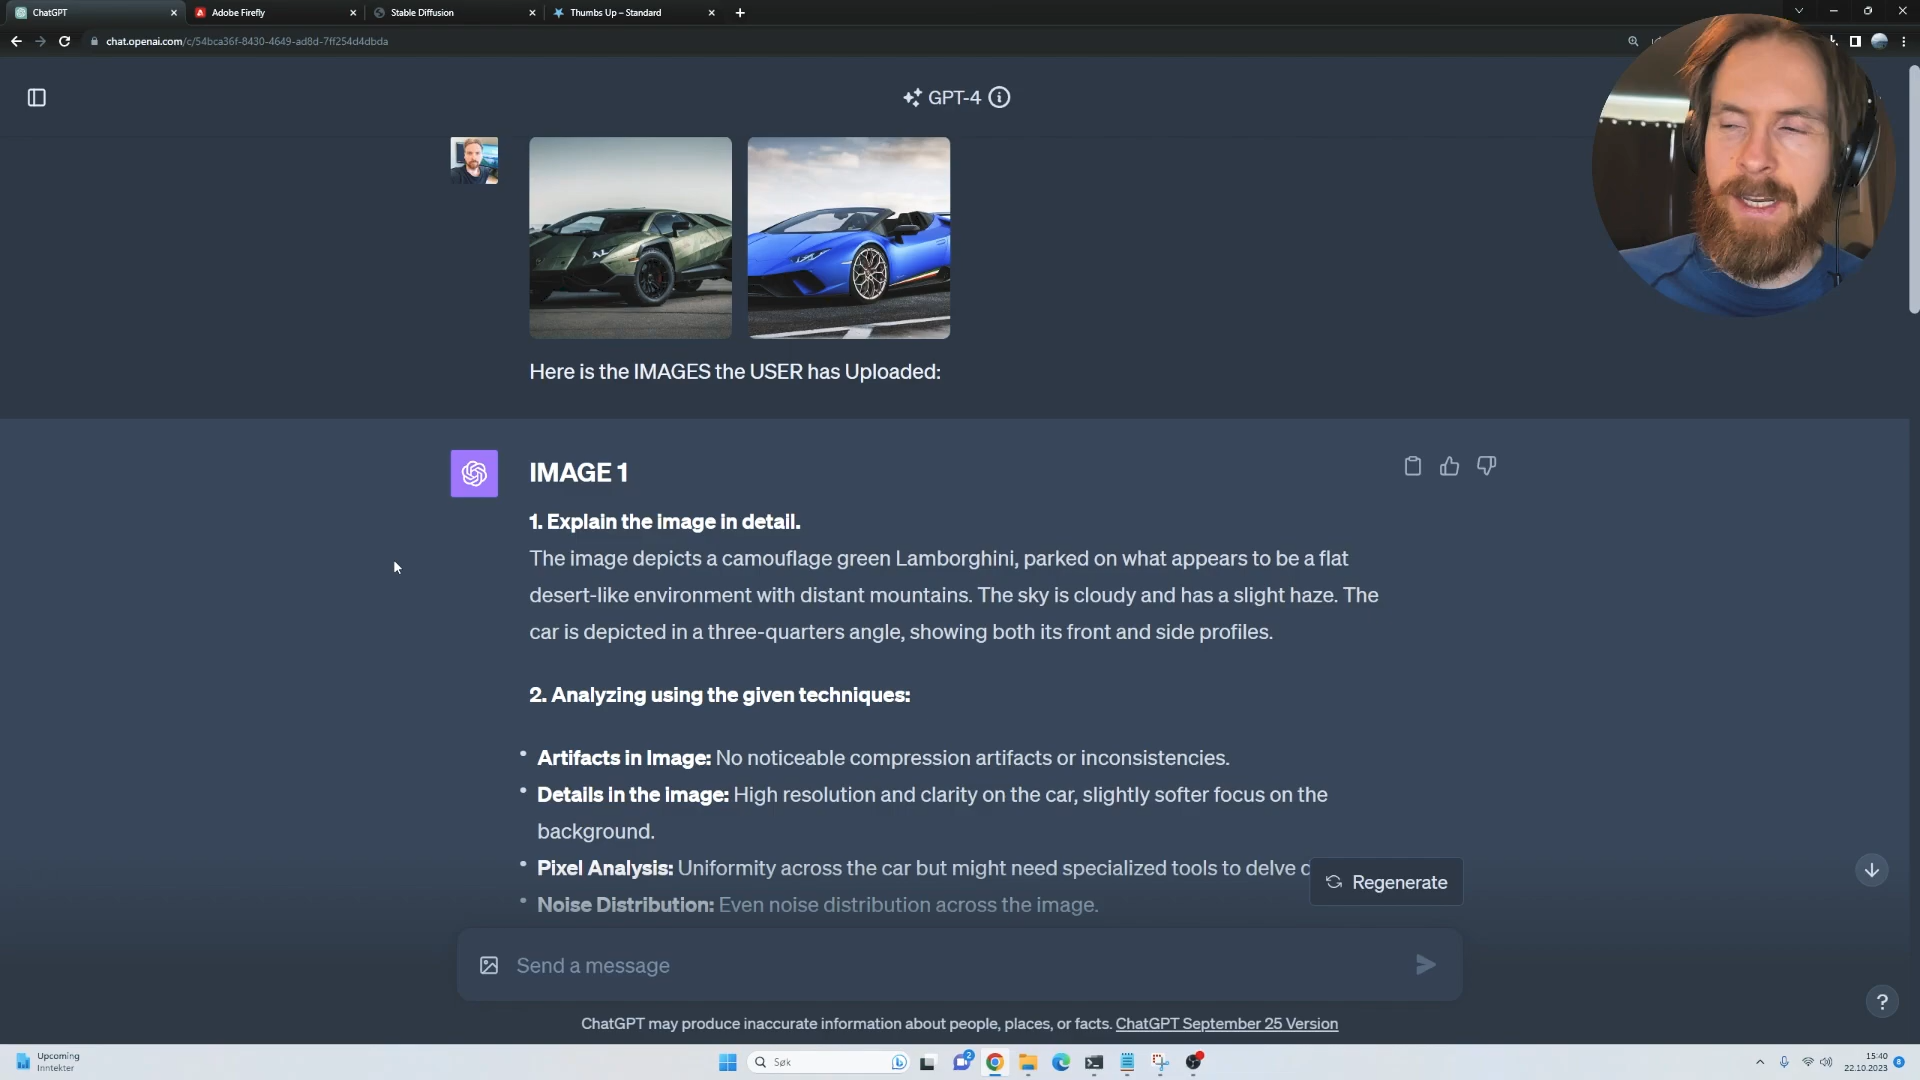 ChatGPT
Adobe Firefly
Stable Diffusion
Thumbs Up – Standard
chat.openai.com/c/54bca36f-8430-4649-ad8d-7ff254d4dbda
GPT-4
Here is the IMAGES the USER has Uploaded:
IMAGE 1
1. Explain the image in detail.
The image depicts a camouflage green Lamborghini, parked on what appears to be a flat
desert-like environment with distant mountains. The sky is cloudy and has a slight haze. The
car is depicted in a three-quarters angle, showing both its front and side profiles.
2. Analyzing using the given techniques:
• Artifacts in Image: No noticeable compression artifacts or inconsistencies.
• Details in the image: High resolution and clarity on the car, slightly softer focus on the
background.
• Pixel Analysis: Uniformity across the car but might need specialized tools to delve
Regenerate
• Noise Distribution: Even noise distribution across the image.
Send a message
?
ChatGPT may produce inaccurate information about people, places, or facts. ChatGPT September 25 Version
Upcoming
Inntekter
Søk
2
15:40
22.10.2023
8